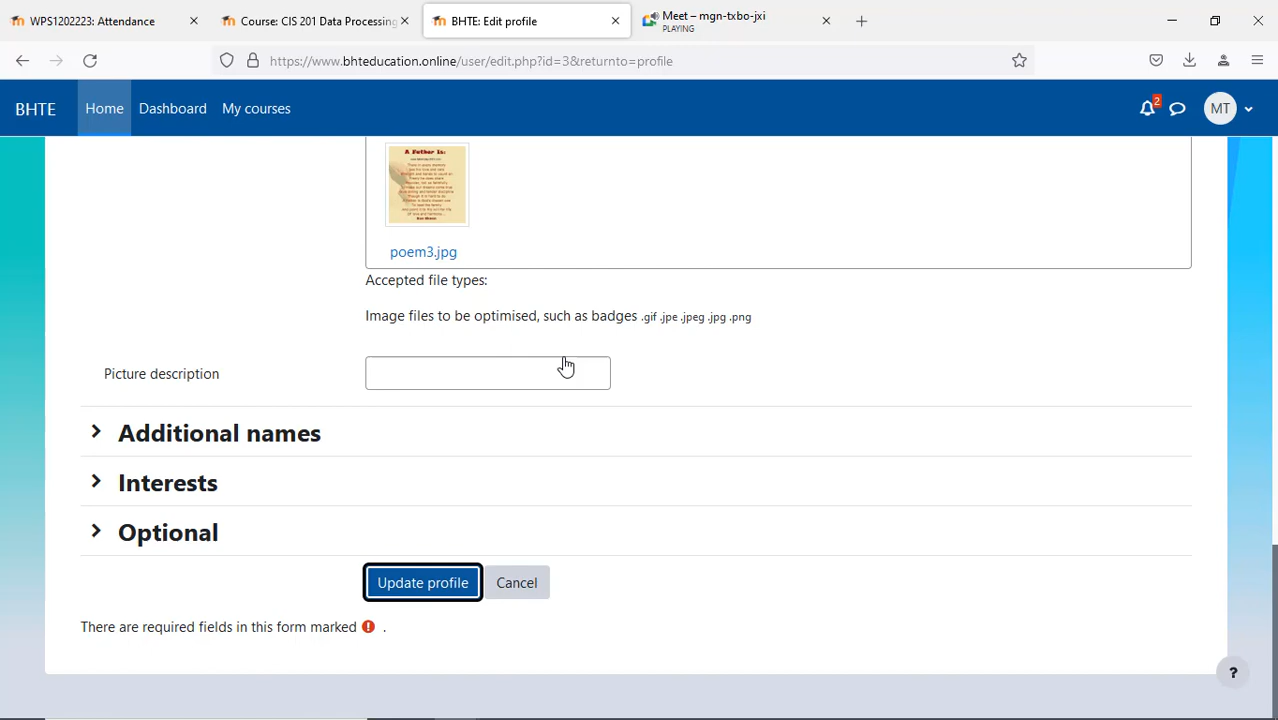 WPS1202223: Attendance
Course: CIS 201 Data Processing
BHTE: Edit profile
Meet – mgn-txbo-jxi
PLAYING
https://www.bhteducation.online/user/edit.php?id=3&returnto=profile
BHTE Home Dashboard My courses 2 MT
A Father Is:
poem3.jpg
Accepted file types:
Image files to be optimised, such as badges .gif .jpe .jpeg .jpg .png
Picture description
Additional names
Interests
Optional
Update profile Cancel
There are required fields in this form marked ! .
?